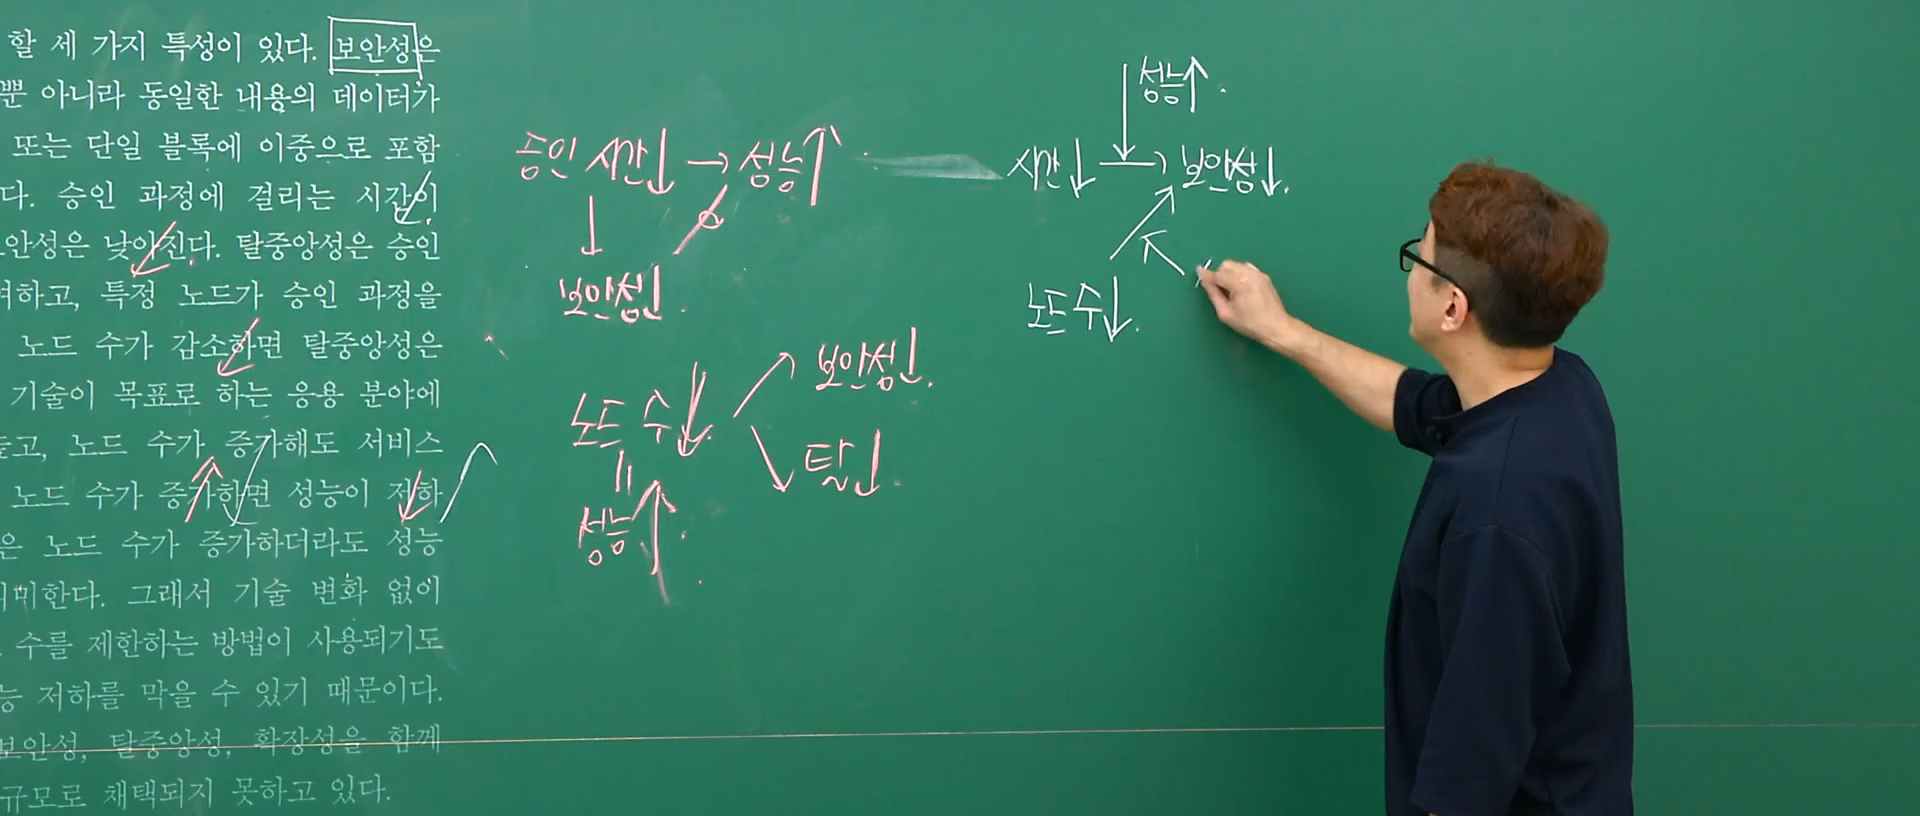 할 세 가지 특성이 있다. 보안성은
뿐 아니라 동일한 내용의 데이터가
또는 단일 블록에 이중으로 포함
다. 승인 과정에 걸리는 시간이
안성은 낮아진다. 탈중앙성은 승인
여하고, 특정 노드가 승인 과정을
노드 수가 감소하면 탈중앙성은
기술이 목표로 하는 응용 분야에
고, 노드 수가 증가해도 서비스
노드 수가 증가하면 성능이 저하
은 노드 수가 증가하더라도 성능
미한다. 그래서 기술 변화 없이
수를 제한하는 방법이 사용되기도
능 저하를 막을 수 있기 때문이다.
보안성, 탈중앙성, 확장성을 함께
규모로 채택되지 못하고 있다.
승인 시간↓ → 성능↑
↓
보안성↓
노드 수↓
보안성↓
탈↓
=
성능↑
성능↑
시간↓ → 보안성↓
노드 수↓